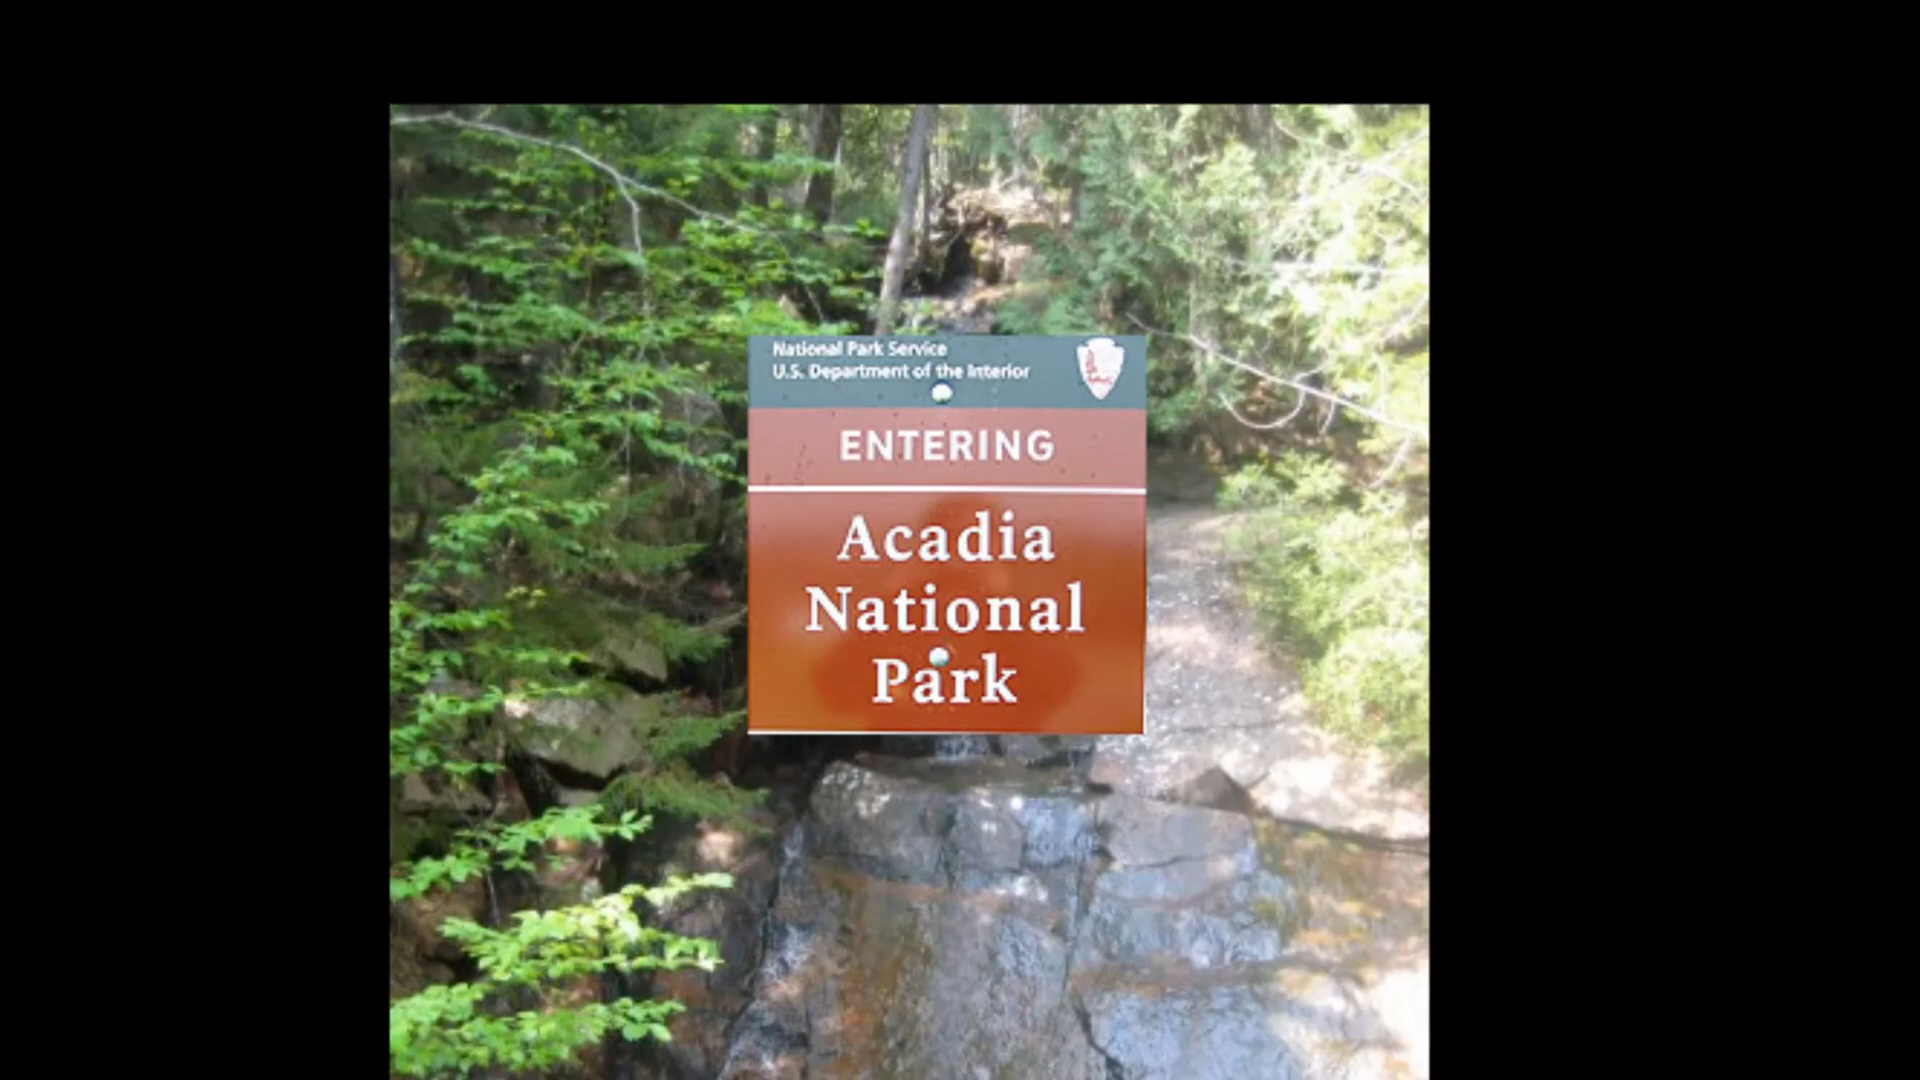 National Park Service
U.S. Department of the Interior
ENTERING
Acadia
National
Park